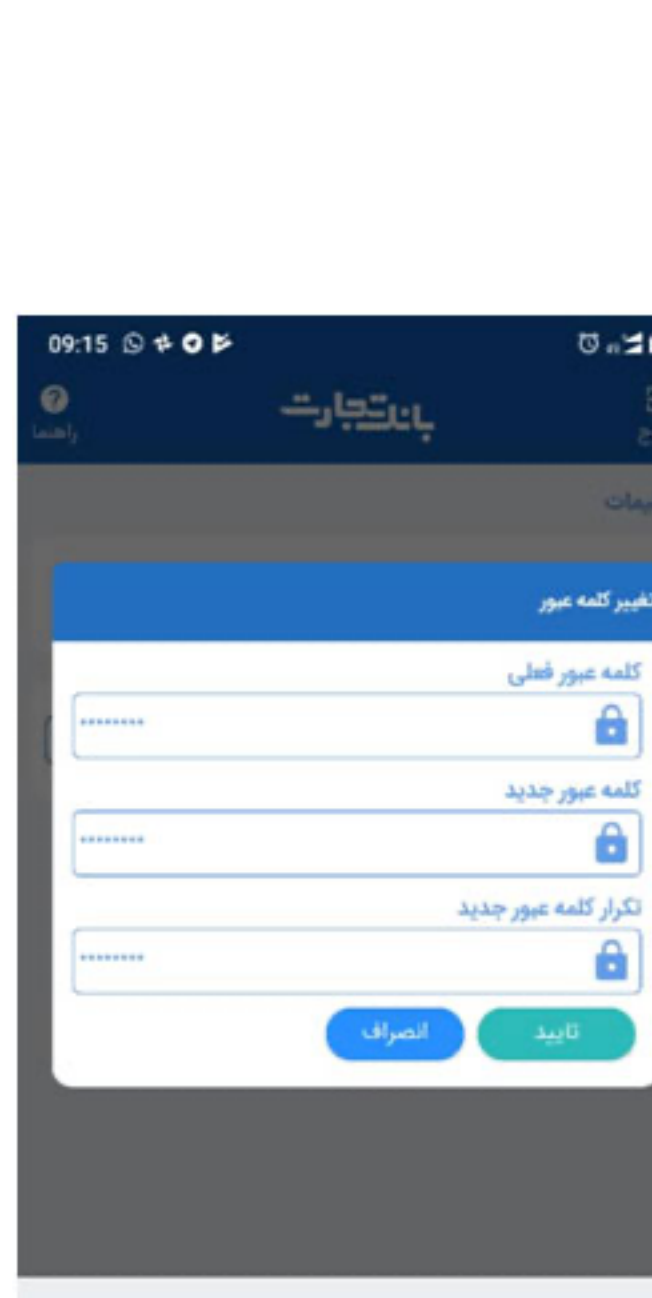 09:15
بانک تجارت
راهنما
تغییر کلمه عبور
کلمه عبور فعلی
********
کلمه عبور جدید
********
تکرار کلمه عبور جدید
********
تایید انصراف